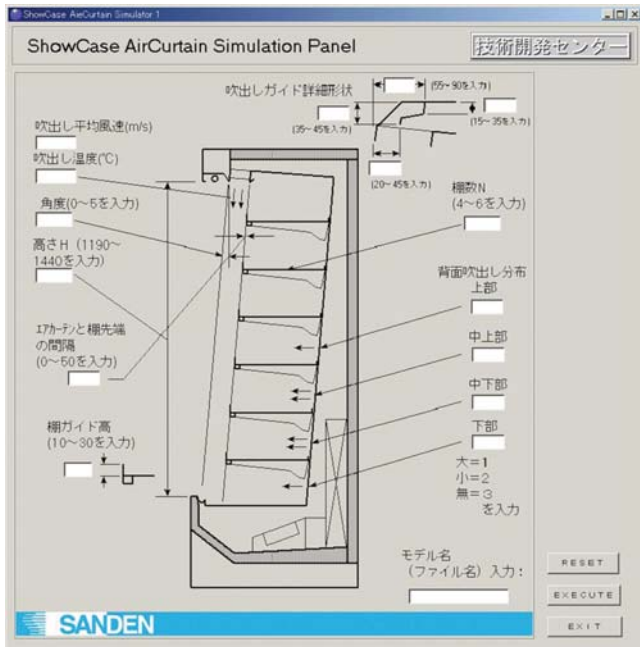 ShowCase AieCurtain Simulator 1
ShowCase AirCurtain Simulation Panel
技術開発センター
吹出しガイド詳細形状
(55~90を入力)
(35~45を入力)
(15~35を入力)
(20~45を入力)
吹出し平均風速(m/s)
吹出し温度(℃)
角度(0~5を入力)
高さH（1190~
1440を入力）
エアカーテンと棚先端
の間隔
(0~50を入力)
棚ガイド高
(10~30を入力)
棚数N
(4~6を入力)
背面吹出し分布
上部
中上部
中下部
下部
大=1
小=2
無=3
を入力
モデル名
（ファイル名）入力：
RESET
EXECUTE
EXIT
SANDEN